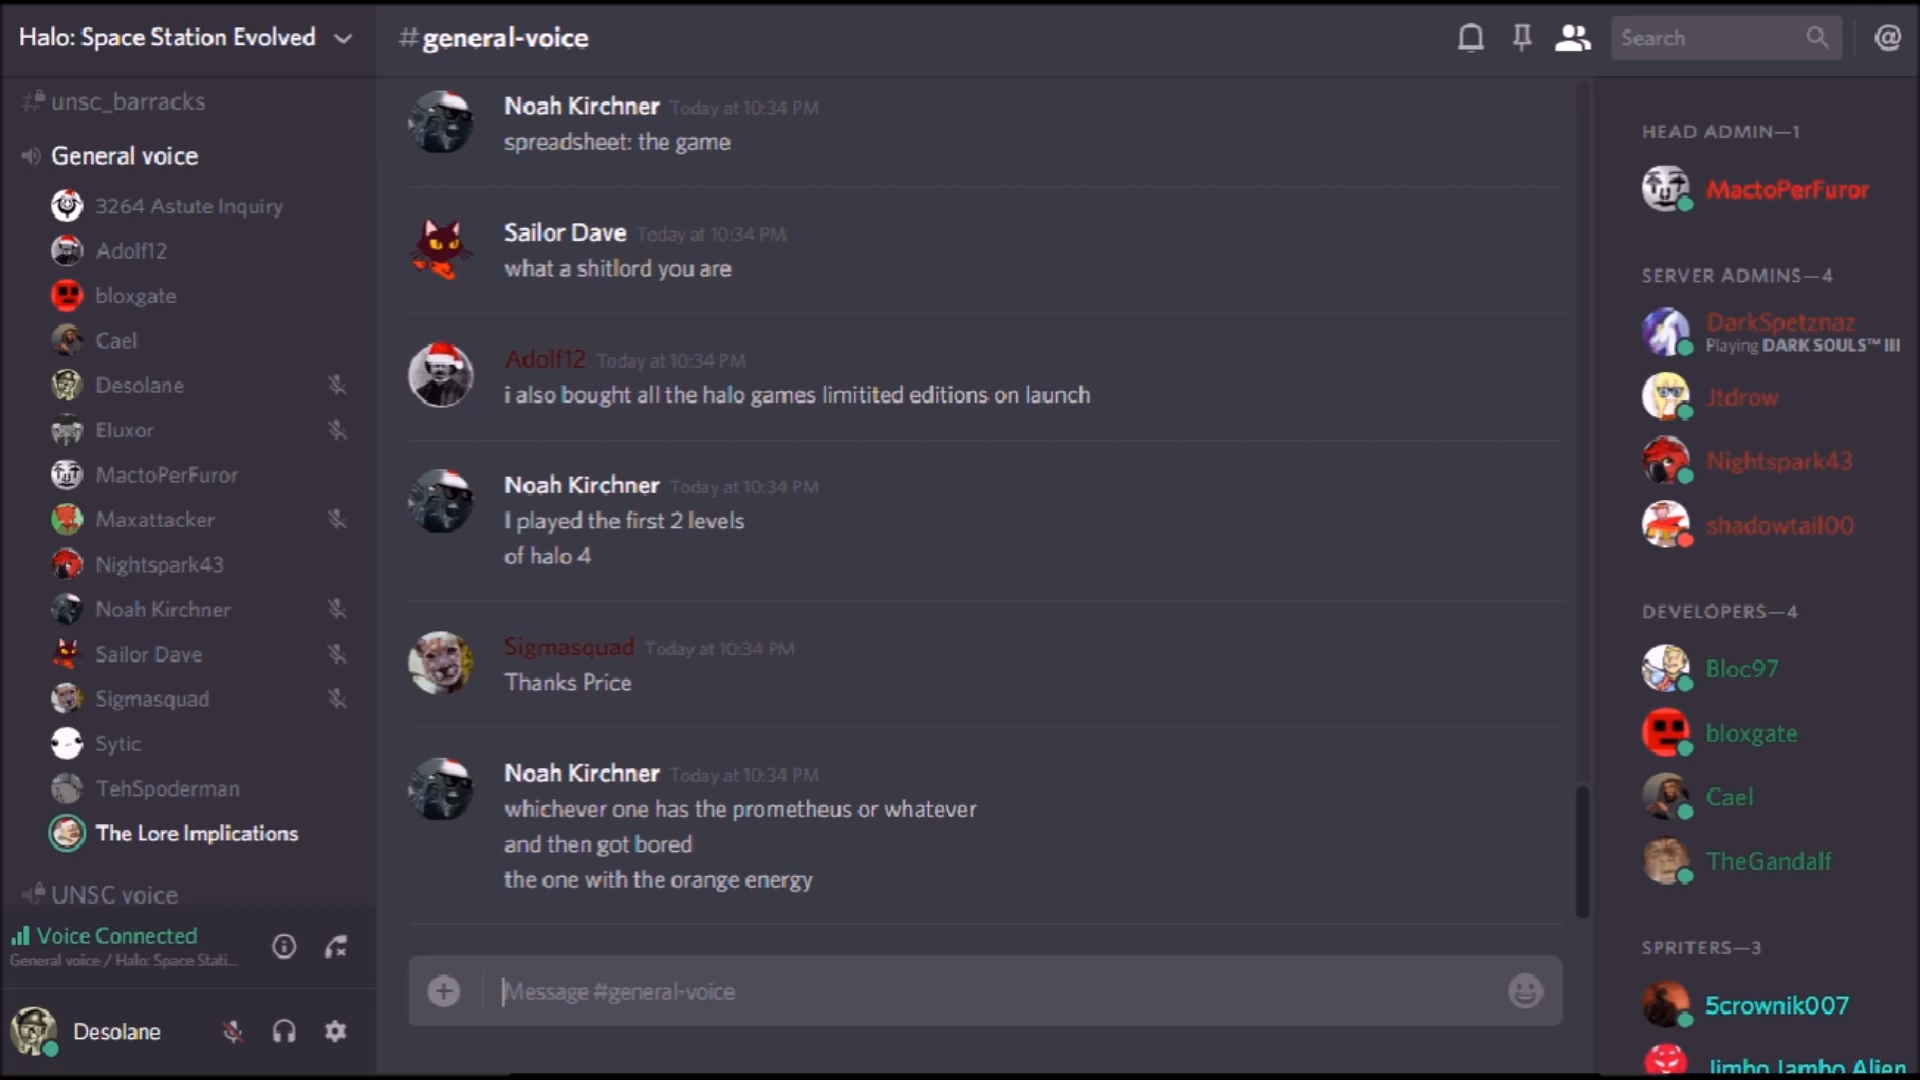 Halo: Space Station Evolved
unsc_barracks
General voice
3264 Astute Inquiry
Adolf12
bloxgate
Cael
Desolane
Eluxor
MactoPerFuror
Maxattacker
Nightspark43
Noah Kirchner
Sailor Dave
Sigmasquad
Sytic
TehSpoderman
The Lore Implications
UNSC voice
Voice Connected
General voice / Halo: Space Stati...
Desolane
#general-voice
Search
@
Noah Kirchner Today at 10:34 PM
spreadsheet: the game
Sailor Dave Today at 10:34 PM
what a shitlord you are
Adolf12 Today at 10:34 PM
i also bought all the halo games limitited editions on launch
Noah Kirchner Today at 10:34 PM
I played the first 2 levels
of halo 4
Sigmasquad Today at 10:34 PM
Thanks Price
Noah Kirchner Today at 10:34 PM
whichever one has the prometheus or whatever
and then got bored
the one with the orange energy
Message #general-voice
HEAD ADMIN—1
MactoPerFuror
SERVER ADMINS—4
DarkSpetznaz
Playing DARK SOULS™ III
Jtdrow
Nightspark43
shadowtail00
DEVELOPERS—4
Bloc97
bloxgate
Cael
TheGandalf
SPRITERS—3
5crownik007
Jimbo Jambo Alien